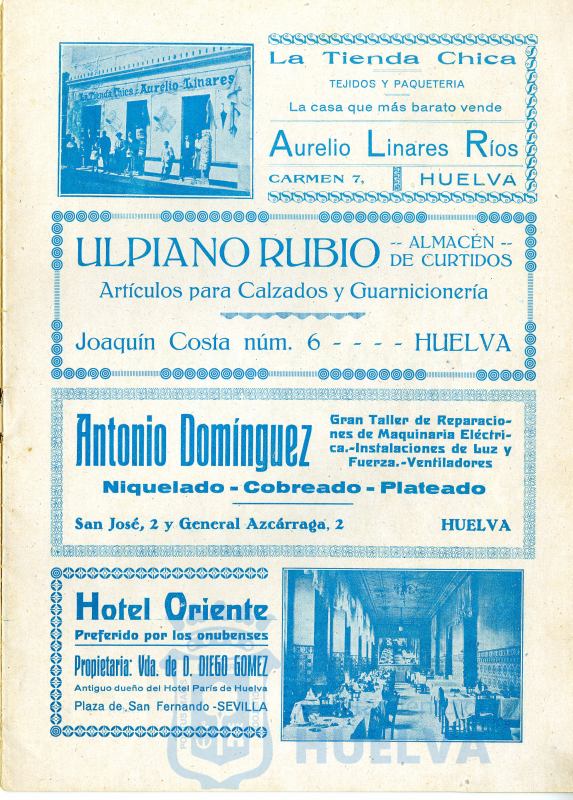 La Tienda Chica = Aurelio Linares
La Tienda Chica
TEJIDOS Y PAQUETERIA
La casa que más barato vende
Aurelio Linares Ríos
CARMEN 7, HUELVA
ULPIANO RUBIO -- ALMACÉN --
DE CURTIDOS
Artículos para Calzados y Guarnicionería
Joaquín Costa núm. 6 - - - - HUELVA
Antonio Domínguez
Gran Taller de Reparacio-
nes de Maquinaria Eléctri-
ca.-Instalaciones de Luz y
Fuerza.-Ventiladores
Niquelado - Cobreado - Plateado
San José, 2 y General Azcárraga, 2 HUELVA
Hotel Oriente
Preferido por los onubenses
Propietaria: Vda. de D. DIEGO GOMEZ
Antiguo dueño del Hotel París de Huelva
Plaza de San Fernando -SEVILLA
HUELVA